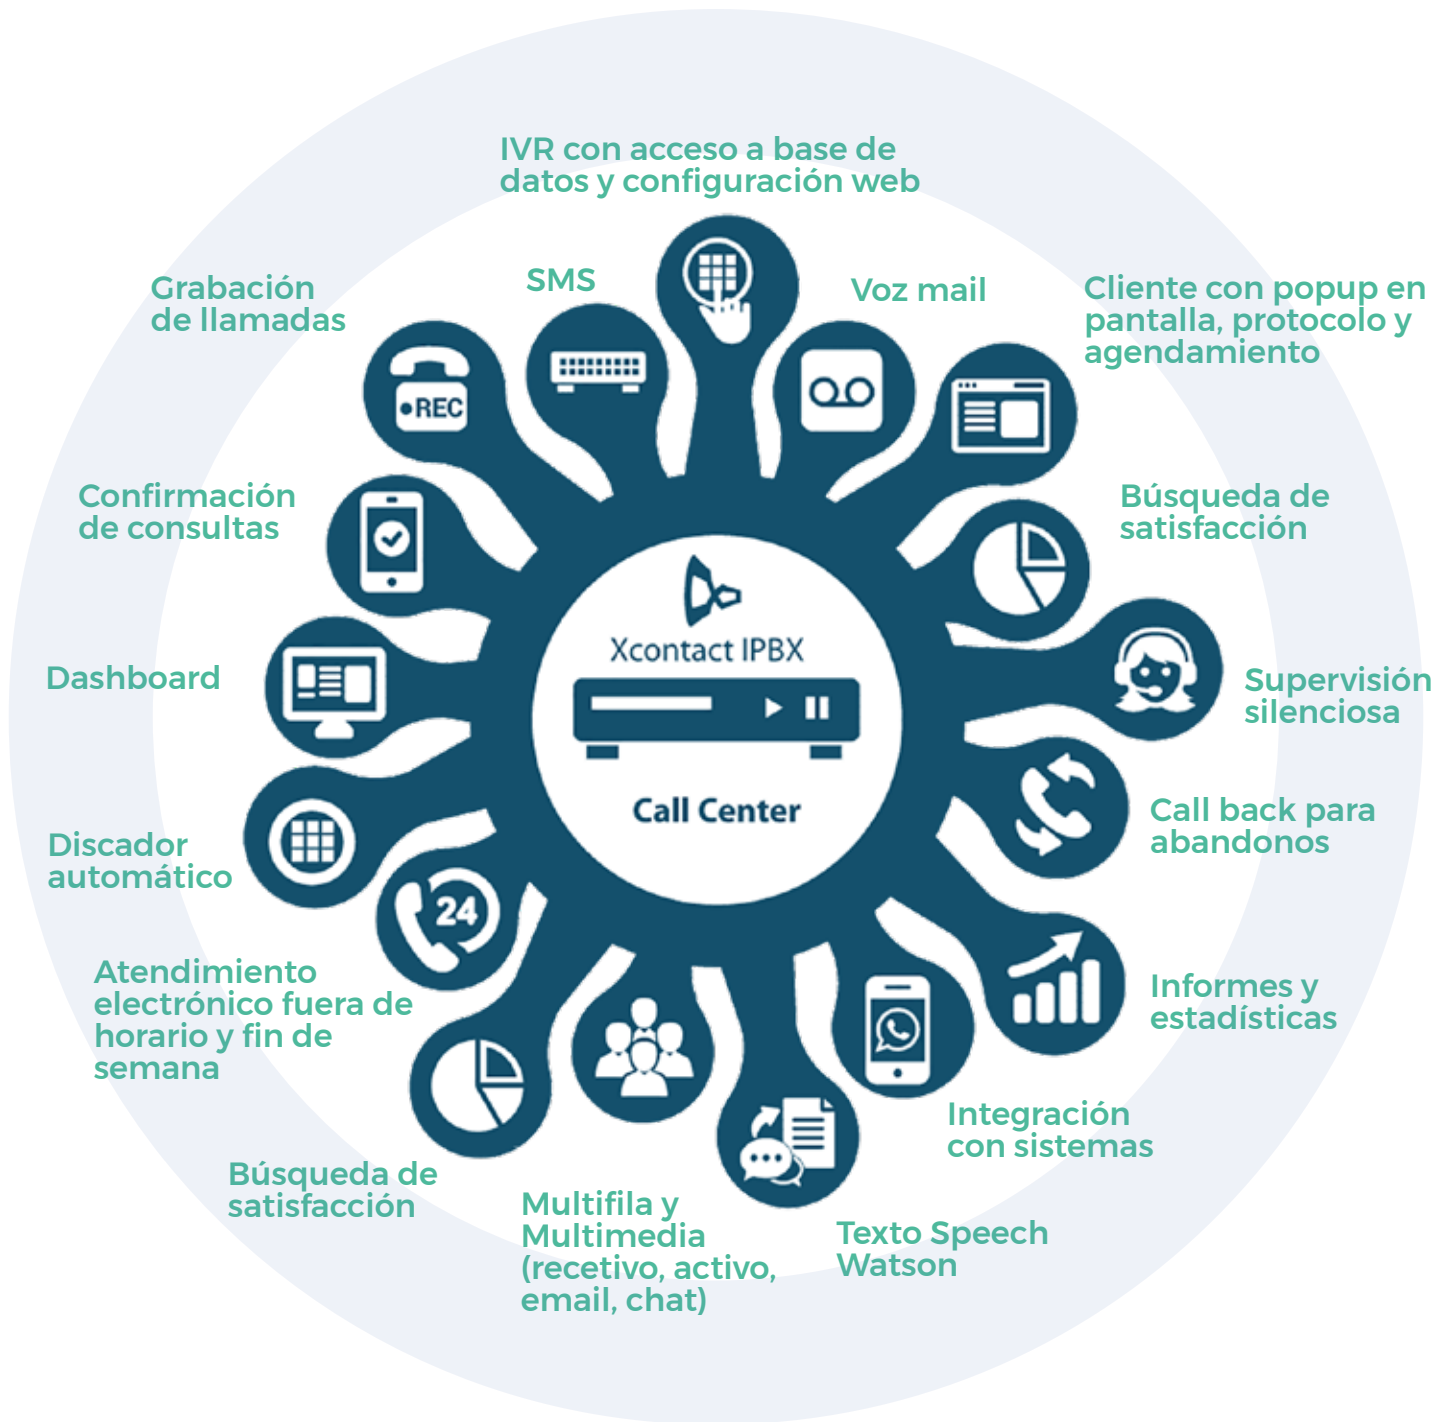 IVR con acceso a base de
datos y configuración web
SMS
Voz mail
Grabación
de llamadas
Cliente con popup en
pantalla, protocolo y
agendamiento
REC
Confirmación
de consultas
Búsqueda de
satisfacción
Xcontact IPBX
Call Center
Dashboard
Supervisión
silenciosa
Discador
automático
Call back para
abandonos
24
Atendimiento
electrónico fuera de
horario y fin de
semana
Informes y
estadísticas
Búsqueda de
satisfacción
Integración
con sistemas
Multifila y
Multimedia
(recetivo, activo,
email, chat)
Texto Speech
Watson